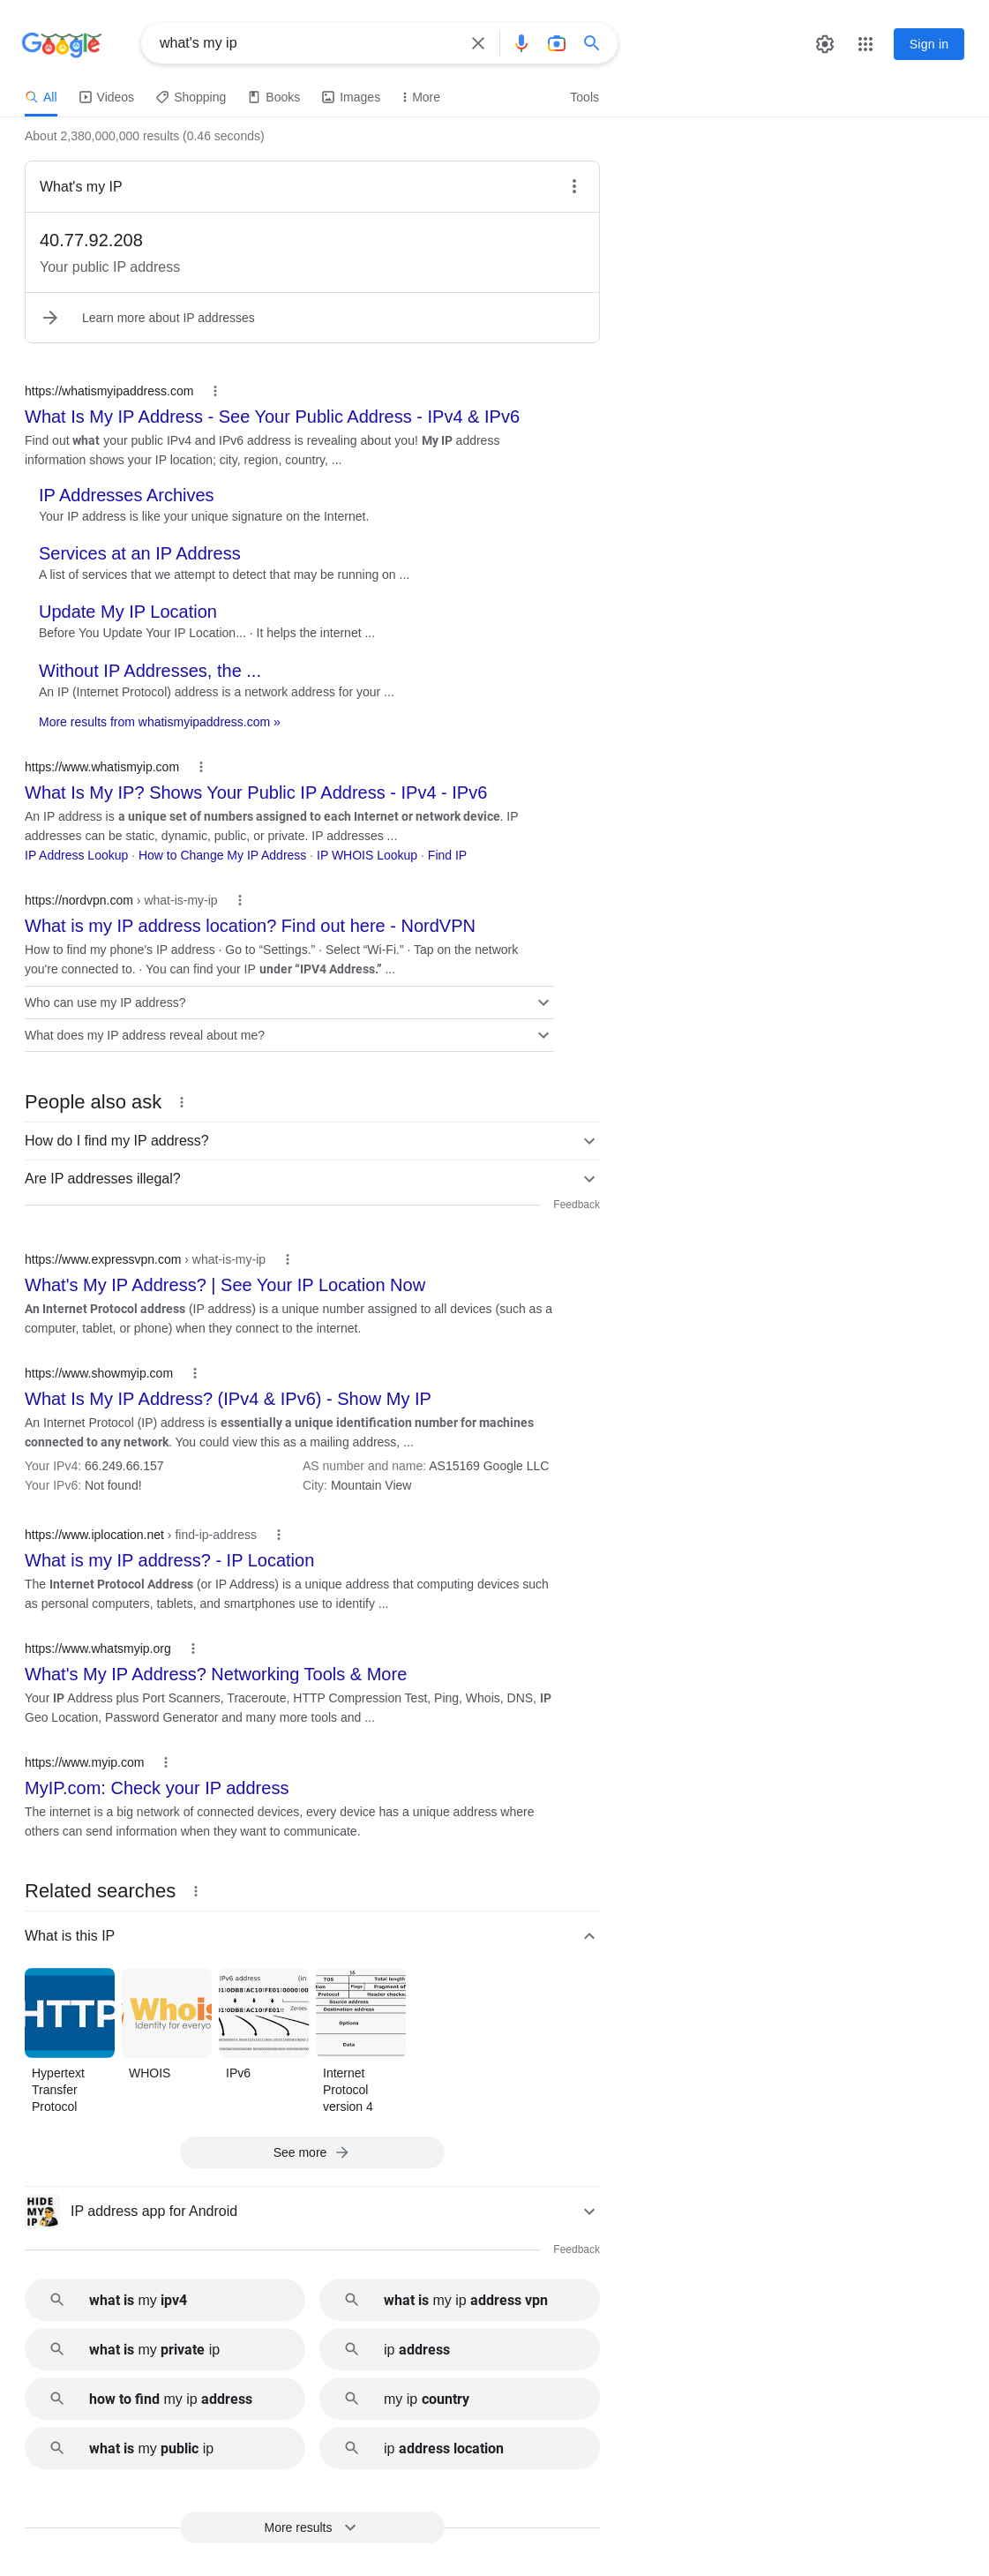 Google
what's my ip
Sign in
All Videos Shopping Books Images More Tools
About 2,380,000,000 results (0.46 seconds)
What's my IP
40.77.92.208
Your public IP address
Learn more about IP addresses
https://whatismyipaddress.com
What Is My IP Address - See Your Public Address - IPv4 & IPv6
Find out what your public IPv4 and IPv6 address is revealing about you! My IP address
information shows your IP location; city, region, country, ...
IP Addresses Archives
Your IP address is like your unique signature on the Internet.
Services at an IP Address
A list of services that we attempt to detect that may be running on ...
Update My IP Location
Before You Update Your IP Location... · It helps the internet ...
Without IP Addresses, the ...
An IP (Internet Protocol) address is a network address for your ...
More results from whatismyipaddress.com »
https://www.whatismyip.com
What Is My IP? Shows Your Public IP Address - IPv4 - IPv6
An IP address is a unique set of numbers assigned to each Internet or network device. IP
addresses can be static, dynamic, public, or private. IP addresses ...
IP Address Lookup · How to Change My IP Address · IP WHOIS Lookup · Find IP
https://nordvpn.com › what-is-my-ip
What is my IP address location? Find out here - NordVPN
How to find my phone's IP address · Go to “Settings.” · Select “Wi-Fi.” · Tap on the network
you're connected to. · You can find your IP under “IPV4 Address.” ...
Who can use my IP address?
What does my IP address reveal about me?
People also ask
How do I find my IP address?
Are IP addresses illegal?
Feedback
https://www.expressvpn.com › what-is-my-ip
What's My IP Address? | See Your IP Location Now
An Internet Protocol address (IP address) is a unique number assigned to all devices (such as a
computer, tablet, or phone) when they connect to the internet.
https://www.showmyip.com
What Is My IP Address? (IPv4 & IPv6) - Show My IP
An Internet Protocol (IP) address is essentially a unique identification number for machines
connected to any network. You could view this as a mailing address, ...
Your IPv4: 66.249.66.157 AS number and name: AS15169 Google LLC
Your IPv6: Not found! City: Mountain View
https://www.iplocation.net › find-ip-address
What is my IP address? - IP Location
The Internet Protocol Address (or IP Address) is a unique address that computing devices such
as personal computers, tablets, and smartphones use to identify ...
https://www.whatsmyip.org
What's My IP Address? Networking Tools & More
Your IP Address plus Port Scanners, Traceroute, HTTP Compression Test, Ping, Whois, DNS, IP
Geo Location, Password Generator and many more tools and ...
https://www.myip.com
MyIP.com: Check your IP address
The internet is a big network of connected devices, every device has a unique address where
others can send information when they want to communicate.
Related searches
What is this IP
HTTP
Whois
Identity for everyo
IPv6 address (in
Zeroes
16
TOS Total length
Flags Fragment of
Protocol Header checksu
Source address
Destination address
Options
Data
Hypertext
Transfer
Protocol
WHOIS
IPv6
Internet
Protocol
version 4
See more
HIDE
MY
IP
IP address app for Android
Feedback
what is my ipv4
what is my ip address vpn
what is my private ip
ip address
how to find my ip address
my ip country
what is my public ip
ip address location
More results